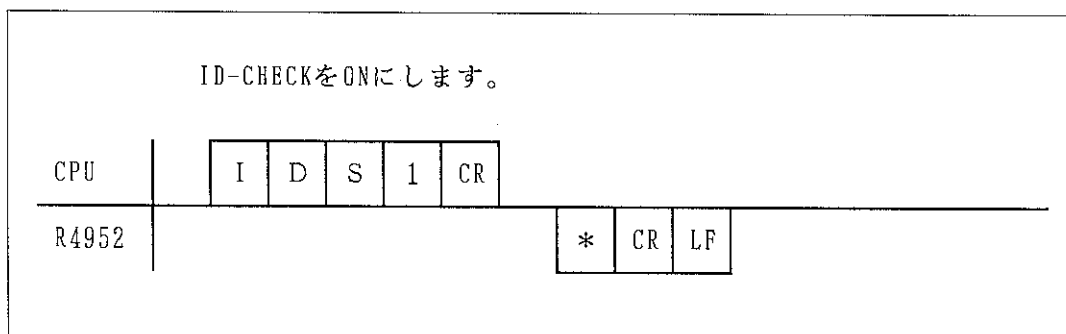 ID-CHECKをONにします。
CPU I D S 1 CR
R4952 * CR LF